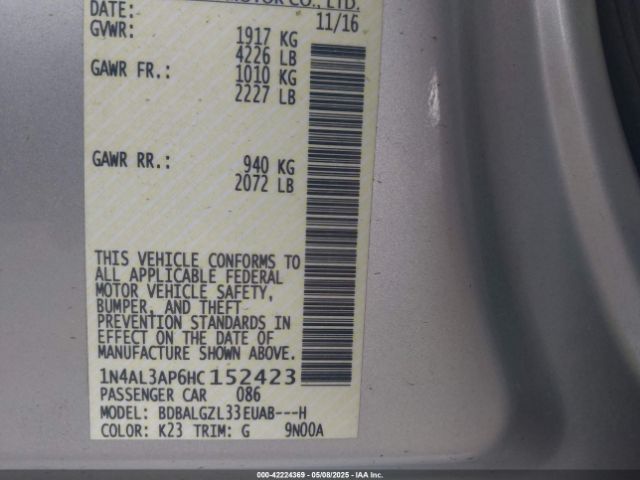 MOTOR CO., LTD.
DATE: 11/16
GVWR: 1917 KG
4226 LB
GAWR FR.: 1010 KG
2227 LB
GAWR RR.: 940 KG
2072 LB
THIS VEHICLE CONFORMS TO
ALL APPLICABLE FEDERAL
MOTOR VEHICLE SAFETY,
BUMPER, AND THEFT
PREVENTION STANDARDS IN
EFFECT ON THE DATE OF
MANUFACTURE SHOWN ABOVE.
1N4AL3AP6HC152423
PASSENGER CAR 086
MODEL: BDBALGZL33EUAB---H
COLOR: K23 TRIM: G 9N00A
IAA: 42224369 | 05/08/2025 | IAA, INC.